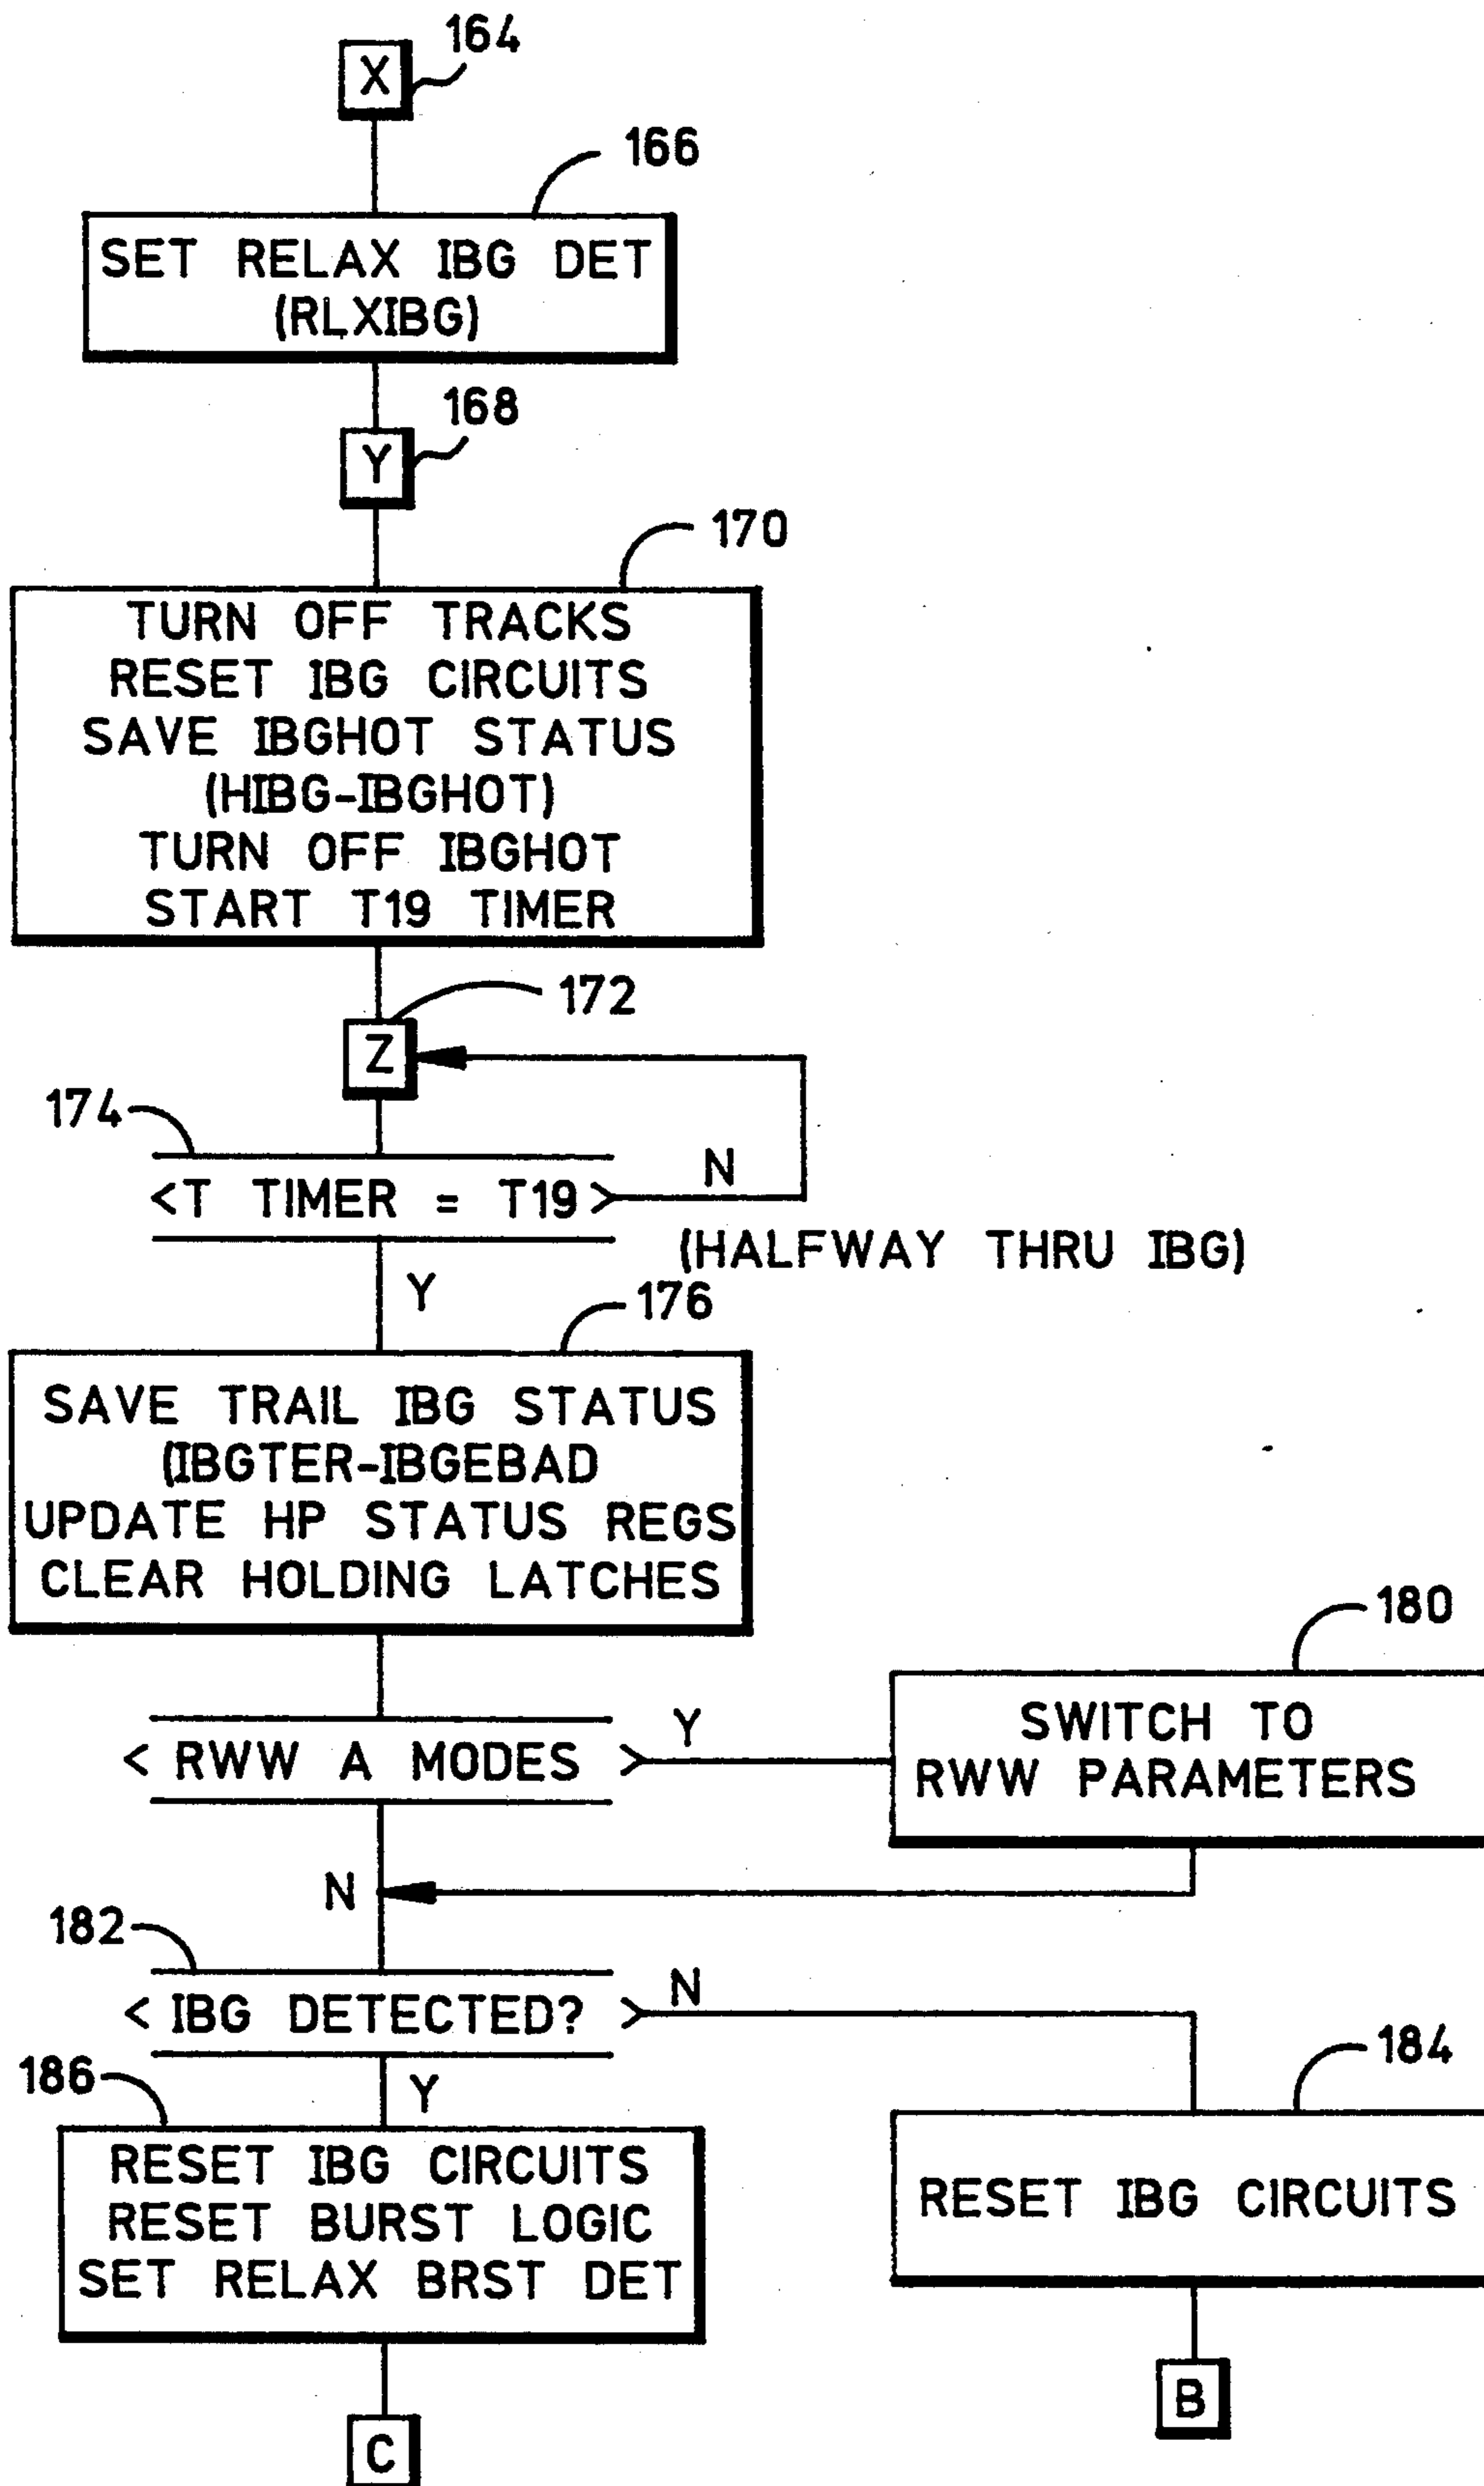 X
164
166
SET RELAX IBG DET
(RLXIBG)
168
Y
170
TURN OFF TRACKS
RESET IBG CIRCUITS
SAVE IBGHOT STATUS
(HIBG-IBGHOT)
TURN OFF IBGHOT
START T19 TIMER
172
Z
174
<T TIMER = T19>
N
(HALFWAY THRU IBG)
Y
176
SAVE TRAIL IBG STATUS
(IBGTER-IBGEBAD
UPDATE HP STATUS REGS
CLEAR HOLDING LATCHES
180
< RWW A MODES >
Y
SWITCH TO
RWW PARAMETERS
N
182
< IBG DETECTED? >
N
184
186
Y
RESET IBG CIRCUITS
RESET BURST LOGIC
SET RELAX BRST DET
RESET IBG CIRCUITS
B
C